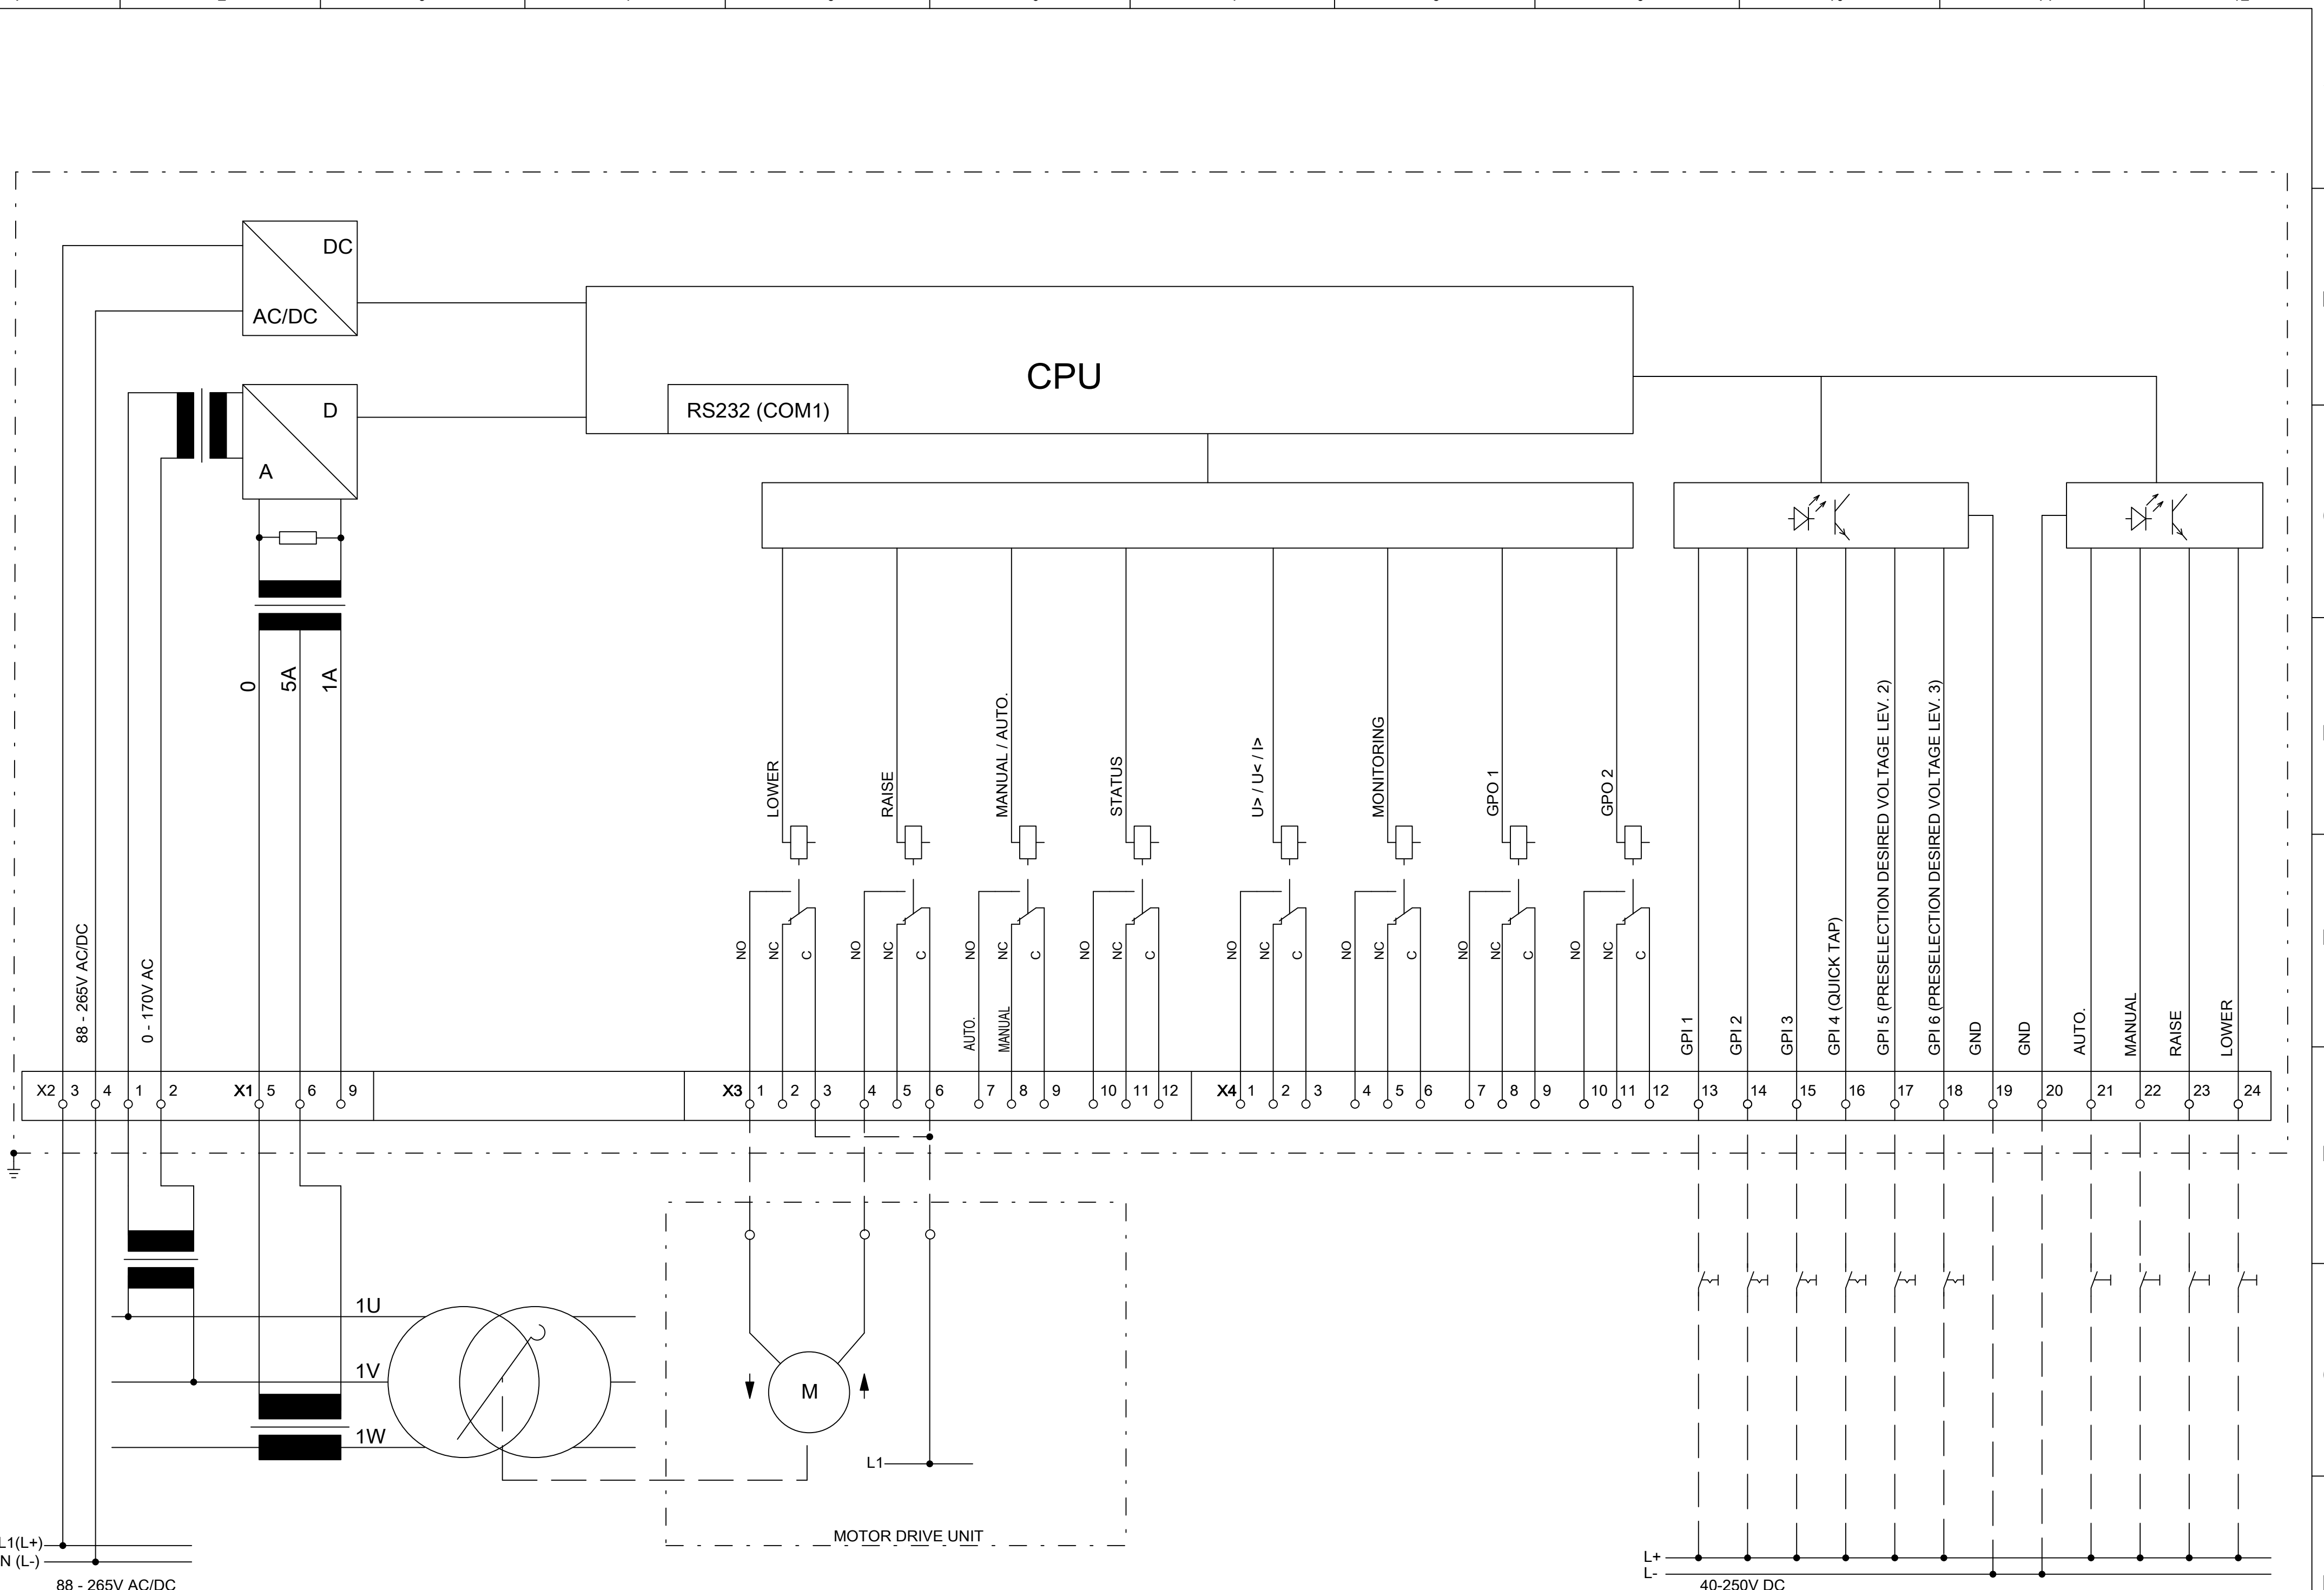 DC
AC/DC
CPU
RS232 (COM1)
D
A
0
5A
1A
LOWER
RAISE
MANUAL / AUTO.
STATUS
U> / U< / I>
MONITORING
GPO 1
GPO 2
88 - 265V AC/DC
0 - 170V AC
NO NC C NO NC C NO NC C NO NC C NO NC C NO NC C NO NC C NO NC C
AUTO.
MANUAL
GPI 1
GPI 2
GPI 3
GPI 4 (QUICK TAP)
GPI 5 (PRESELECTION DESIRED VOLTAGE LEV. 2)
GPI 6 (PRESELECTION DESIRED VOLTAGE LEV. 3)
GND
GND
AUTO.
MANUAL
RAISE
LOWER
X2 3 4 1 2 X1 5 6 9 X3 1 2 3 4 5 6 7 8 9 10 11 12 X4 1 2 3 4 5 6 7 8 9 10 11 12 13 14 15 16 17 18 19 20 21 22 23 24
1U
1V
1W
M
L1
MOTOR DRIVE UNIT
L1(L+)
N (L-)
88 - 265V AC/DC
L+
L-
40-250V DC